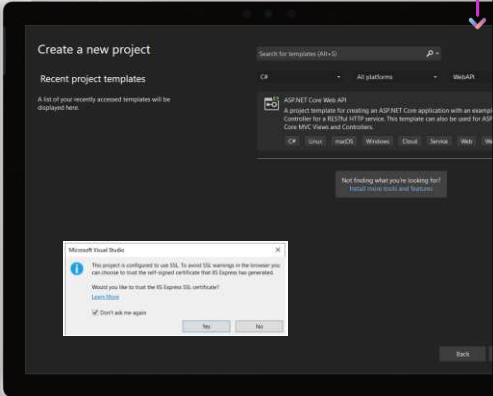 Create a new project
Search for templates (Alt+S)
Recent project templates
C#
All platforms
WebAPI
A list of your recently accessed templates will be
displayed here.
ASP.NET Core Web API
A project template for creating an ASP.NET Core application with an exampl
Controller for a RESTful HTTP service. This template can also be used for ASP
Core MVC Views and Controllers.
C# Linux macOS Windows Cloud Service Web We
Not finding what you're looking for?
Install more tools and features
Microsoft Visual Studio
This project is configured to use SSL. To avoid SSL warnings in the browser you
can choose to trust the self-signed certificate that IIS Express has generated.
Would you like to trust the IIS Express SSL certificate?
Learn More
Don't ask me again
Yes
No
Back